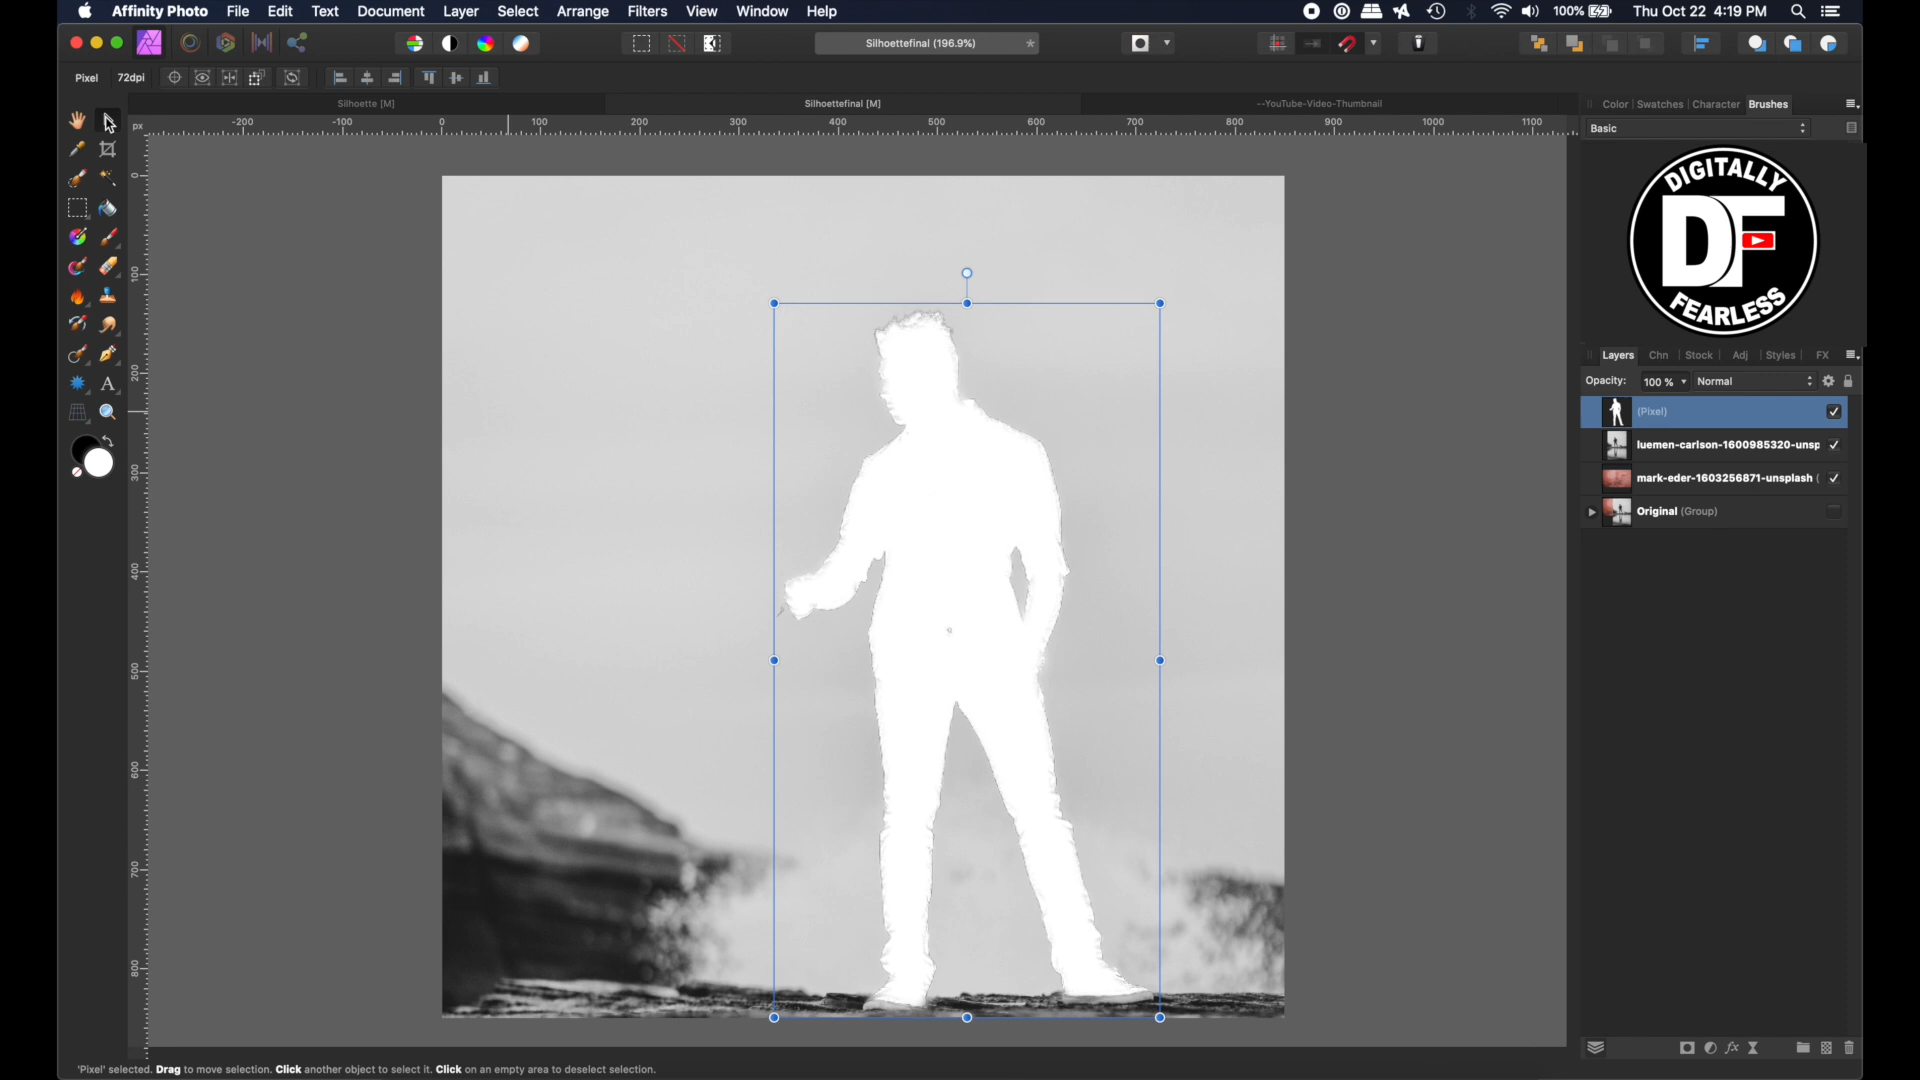 Affinity Photo File Edit Text Document Layer Select Arrange Filters View Window Help 100% Thu Oct 22 4:19 PM
Silhoettefinal (196.9%) *
Pixel 72dpi
Silhoette [M] Silhoettefinal [M] --YouTube-Video-Thumbnail
Color Swatches Character Brushes
px -200 -100 0 100 200 300 400 500 600 700 800 900 1000 1100
Basic
0
100
200
300
400
500
600
700
800
DIGITALLY
DF
FEARLESS
Layers Chn Stock Adj Styles FX
Opacity: 100 % Normal
(Pixel)
luemen-carlson-1600985320-unsp
mark-eder-1603256871-unsplash (
Original (Group)
'Pixel' selected. Drag to move selection. Click another object to select it. Click on an empty area to deselect selection.